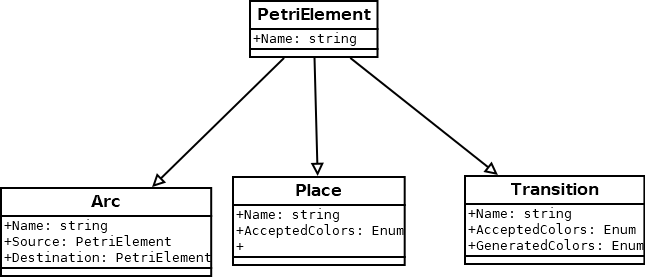 PetriElement
+Name: string
Arc
+Name: string
+Source: PetriElement
+Destination: PetriElement
Place
+Name: string
+AcceptedColors: Enum
+
Transition
+Name: string
+AcceptedColors: Enum
+GeneratedColors: Enum